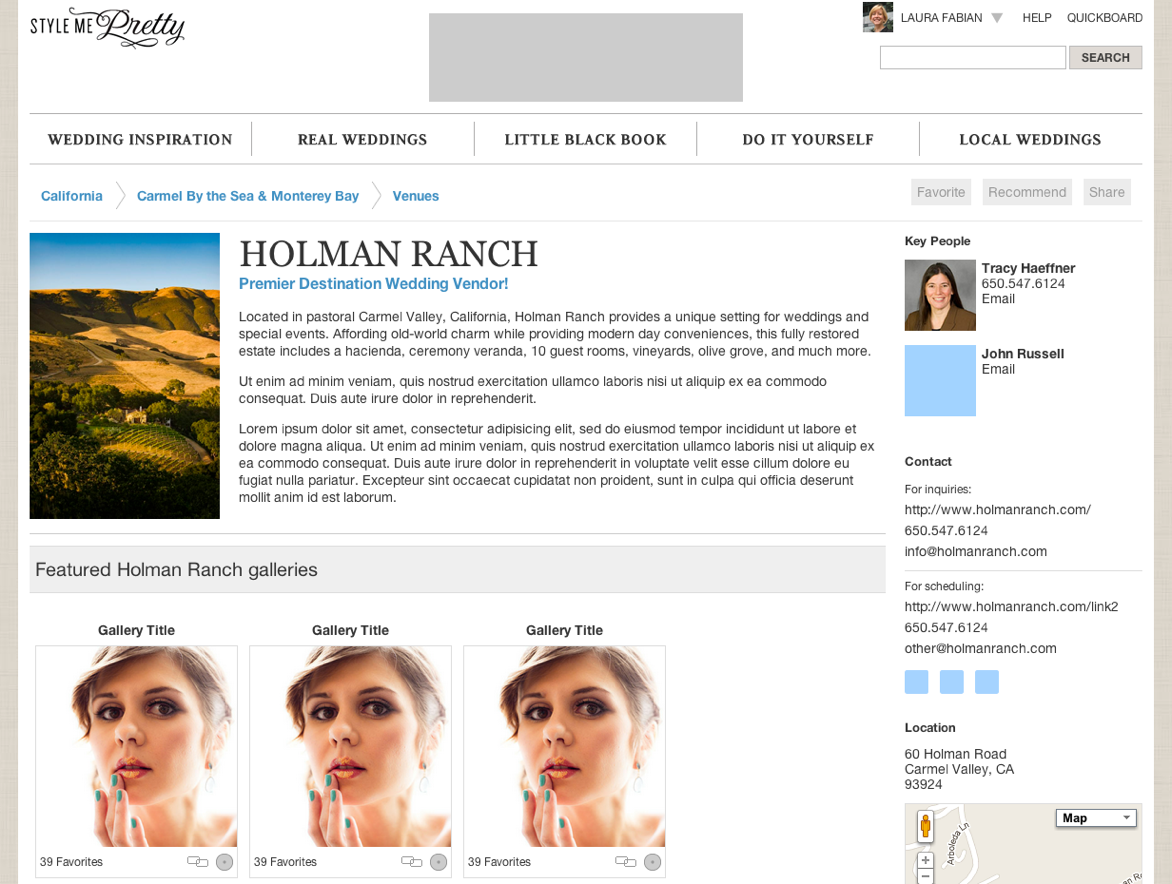 STYLE ME Pretty
LAURA FABIAN
HELP
QUICKBOARD
SEARCH
WEDDING INSPIRATION
REAL WEDDINGS
LITTLE BLACK BOOK
DO IT YOURSELF
LOCAL WEDDINGS
California
Carmel By the Sea & Monterey Bay
Venues
Favorite
Recommend
Share
HOLMAN RANCH
Premier Destination Wedding Vendor!
Located in pastoral Carmel Valley, California, Holman Ranch provides a unique setting for weddings and
special events. Affording old-world charm while providing modern day conveniences, this fully restored
estate includes a hacienda, ceremony veranda, 10 guest rooms, vineyards, olive grove, and much more.
Ut enim ad minim veniam, quis nostrud exercitation ullamco laboris nisi ut aliquip ex ea commodo
consequat. Duis aute irure dolor in reprehenderit.
Lorem ipsum dolor sit amet, consectetur adipisicing elit, sed do eiusmod tempor incididunt ut labore et
dolore magna aliqua. Ut enim ad minim veniam, quis nostrud exercitation ullamco laboris nisi ut aliquip ex
ea commodo consequat. Duis aute irure dolor in reprehenderit in voluptate velit esse cillum dolore eu
fugiat nulla pariatur. Excepteur sint occaecat cupidatat non proident, sunt in culpa qui officia deserunt
mollit anim id est laborum.
Featured Holman Ranch galleries
Gallery Title
Gallery Title
Gallery Title
39 Favorites
39 Favorites
39 Favorites
Key People
Tracy Haeffner
650.547.6124
Email
John Russell
Email
Contact
For inquiries:
http://www.holmanranch.com/
650.547.6124
info@holmanranch.com
For scheduling:
http://www.holmanranch.com/link2
650.547.6124
other@holmanranch.com
Location
60 Holman Road
Carmel Valley, CA
93924
Map
Arboleda Ln